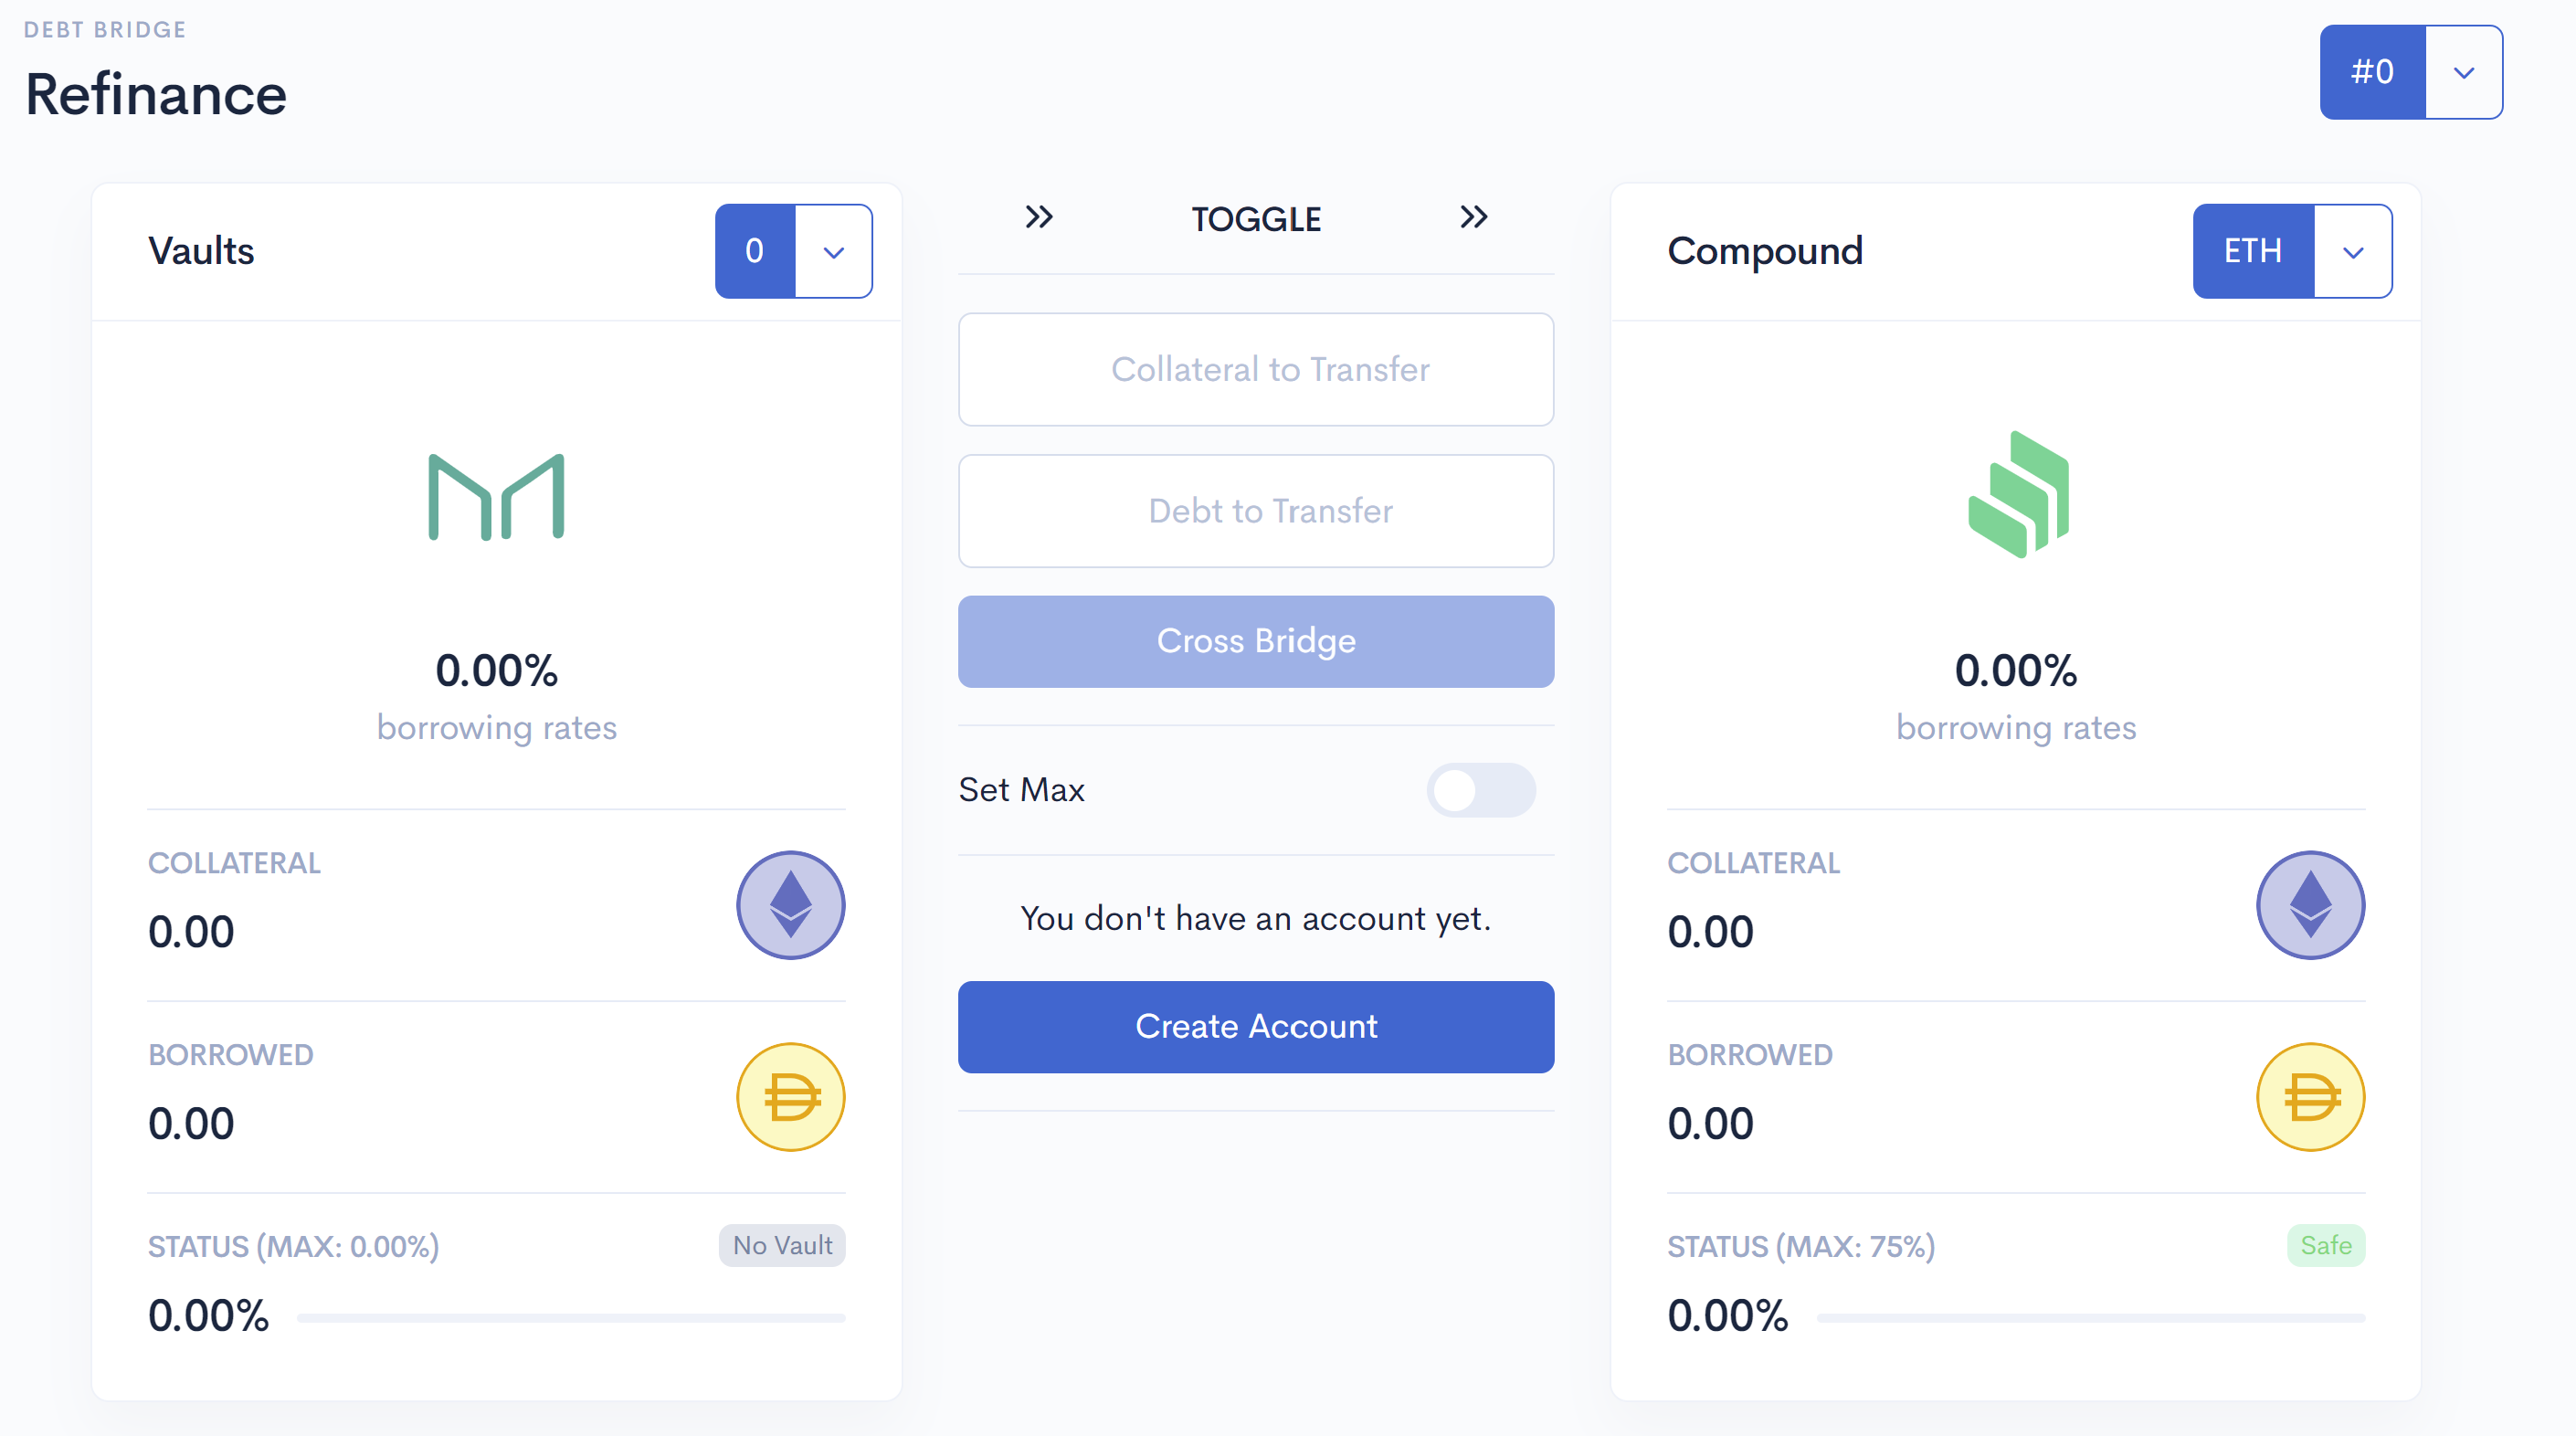 DEBT BRIDGE
Refinance
#0
Vaults
0
0.00%
borrowing rates
COLLATERAL
0.00
BORROWED
0.00
STATUS (MAX: 0.00%)
No Vault
0.00%
TOGGLE
Collateral to Transfer
Debt to Transfer
Cross Bridge
Set Max
You don't have an account yet.
Create Account
Compound
ETH
0.00%
borrowing rates
COLLATERAL
0.00
BORROWED
0.00
STATUS (MAX: 75%)
Safe
0.00%